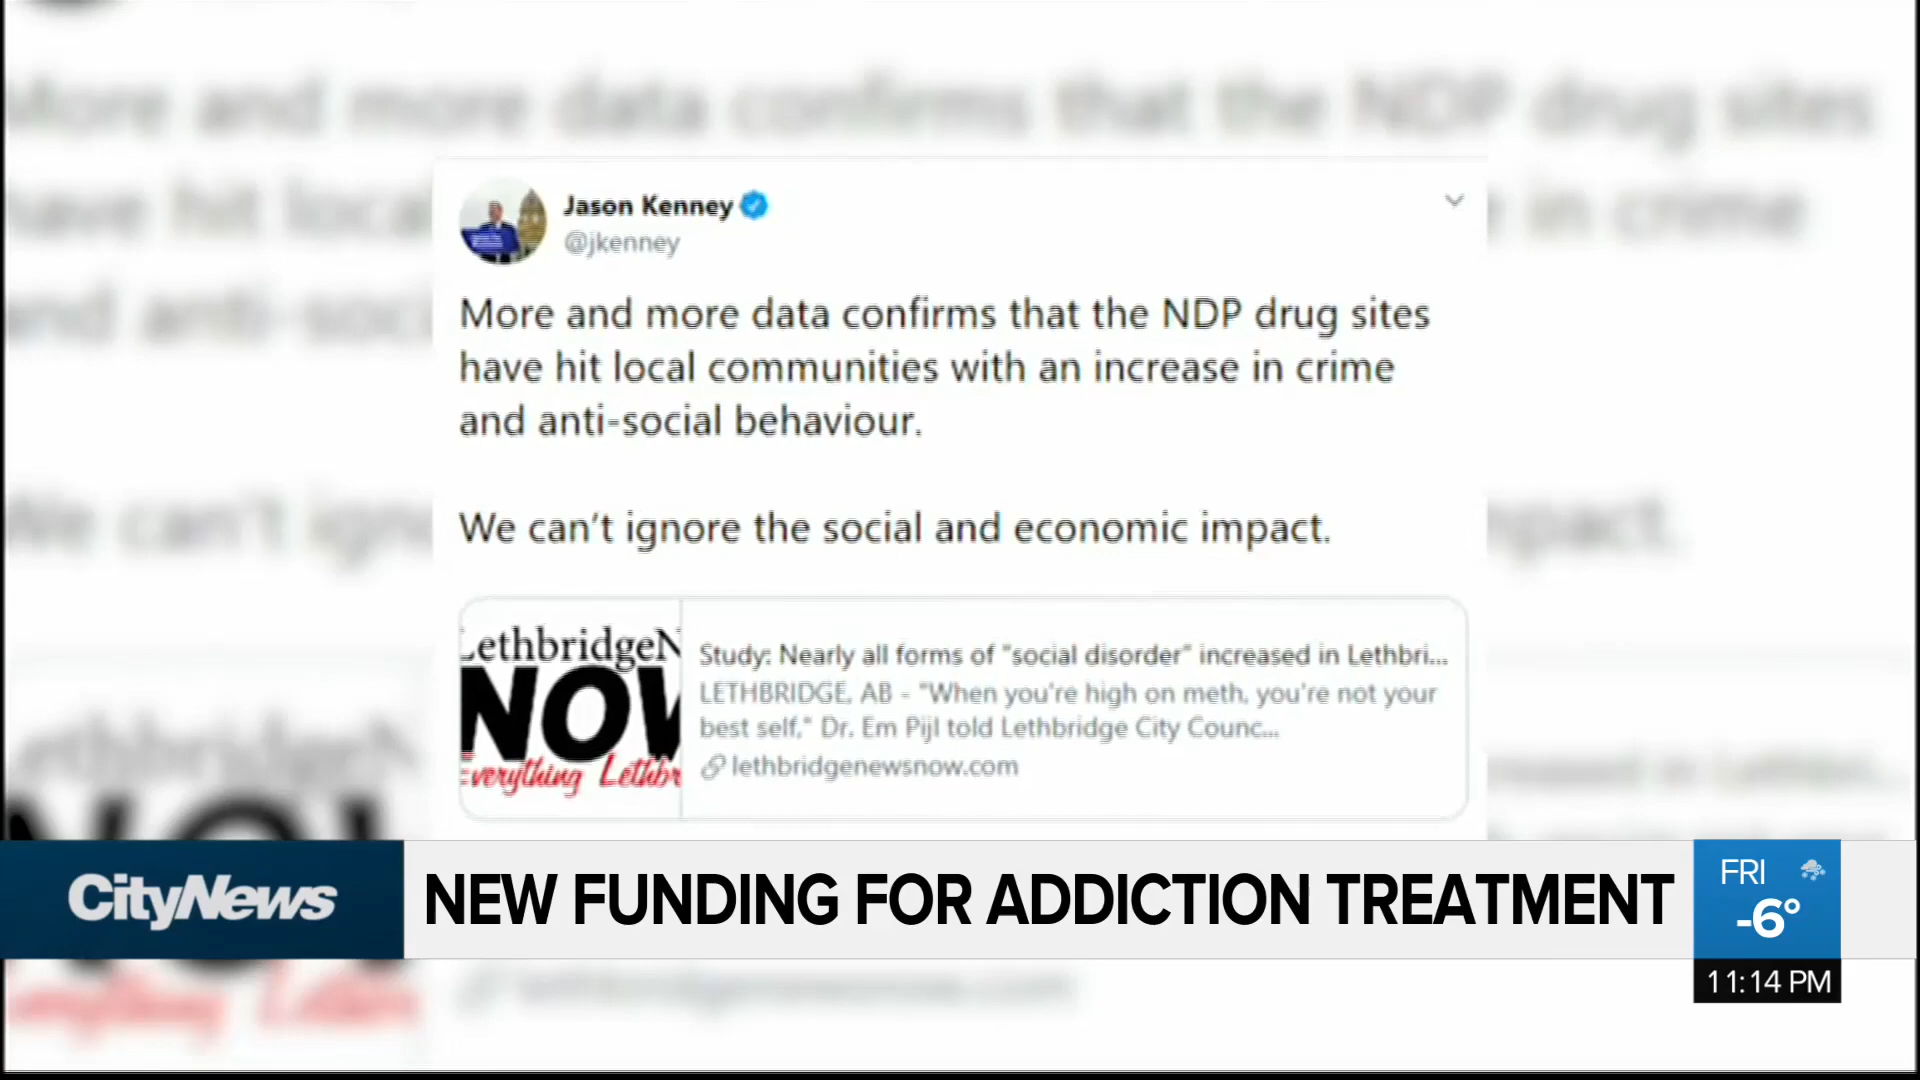 Jason Kenney
@jkenney
More and more data confirms that the NDP drug sites
have hit local communities with an increase in crime
and anti-social behaviour.
We can't ignore the social and economic impact.
LethbridgeN
NOW
Everything Lethbr
Study: Nearly all forms of "social disorder" increased in Lethbri...
LETHBRIDGE, AB - "When you're high on meth, you're not your
best self," Dr. Em Pijl told Lethbridge City Counc...
lethbridgenewsnow.com
CityNews
NEW FUNDING FOR ADDICTION TREATMENT
FRI
-6°
11:14 PM